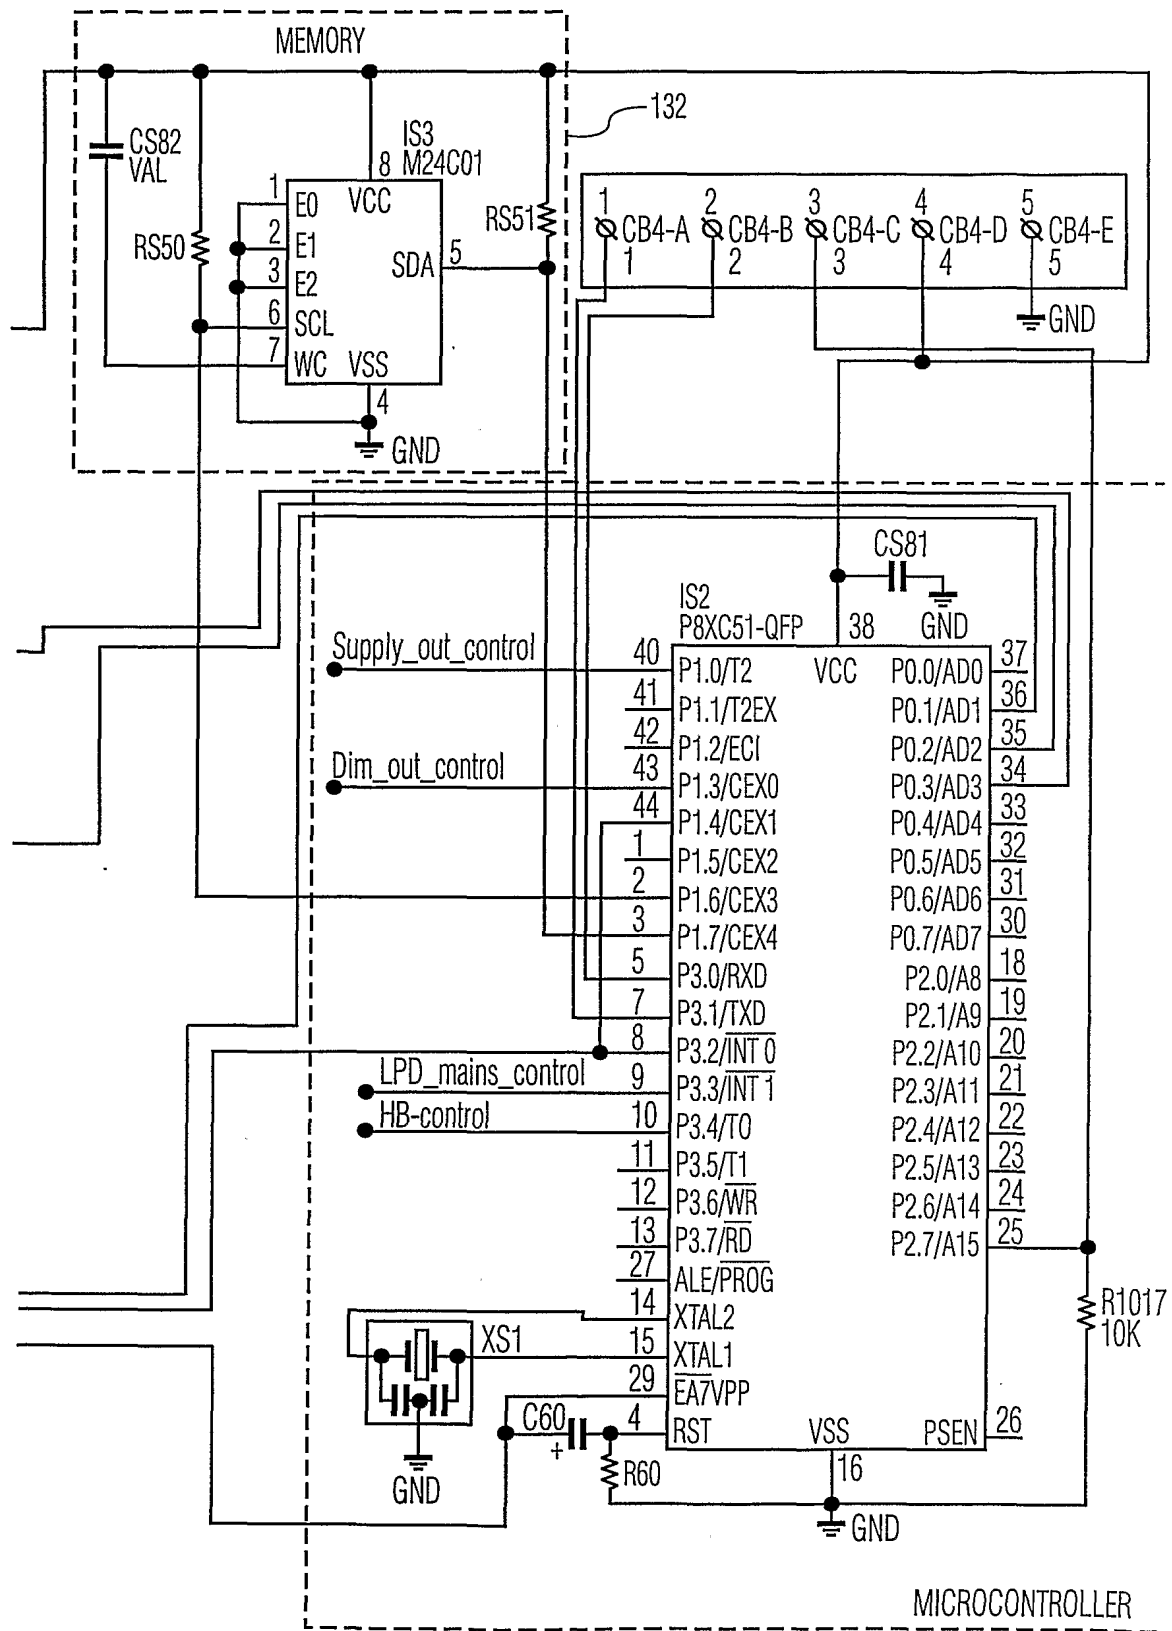 MEMORY
132
CS82
VAL
IS3
M24C01
8
VCC
1 E0
2 E1
3 E2
6 SCL
7 WC
VSS
4
SDA 5
RS50
RS51
GND
1 2 3 4 5
CB4-A CB4-B CB4-C CB4-D CB4-E
1 2 3 4 5
GND
CS81
GND
IS2
P8XC51-QFP
38
VCC
Supply_out_control
40 P1.0/T2
41 P1.1/T2EX
42 P1.2/ECI
Dim_out_control
43 P1.3/CEX0
44 P1.4/CEX1
1 P1.5/CEX2
2 P1.6/CEX3
3 P1.7/CEX4
5 P3.0/RXD
7 P3.1/TXD
8 P3.2/INT 0
LPD_mains_control
9 P3.3/INT 1
HB-control
10 P3.4/T0
11 P3.5/T1
12 P3.6/WR
13 P3.7/RD
27 ALE/PROG
14 XTAL2
15 XTAL1
29 EA7VPP
4 RST
P0.0/AD0 37
P0.1/AD1 36
P0.2/AD2 35
P0.3/AD3 34
P0.4/AD4 33
P0.5/AD5 32
P0.6/AD6 31
P0.7/AD7 30
P2.0/A8 18
P2.1/A9 19
P2.2/A10 20
P2.3/A11 21
P2.4/A12 22
P2.5/A13 23
P2.6/A14 24
P2.7/A15 25
PSEN 26
VSS
16
XS1
GND
C60
+
R60
R1017
10K
GND
MICROCONTROLLER